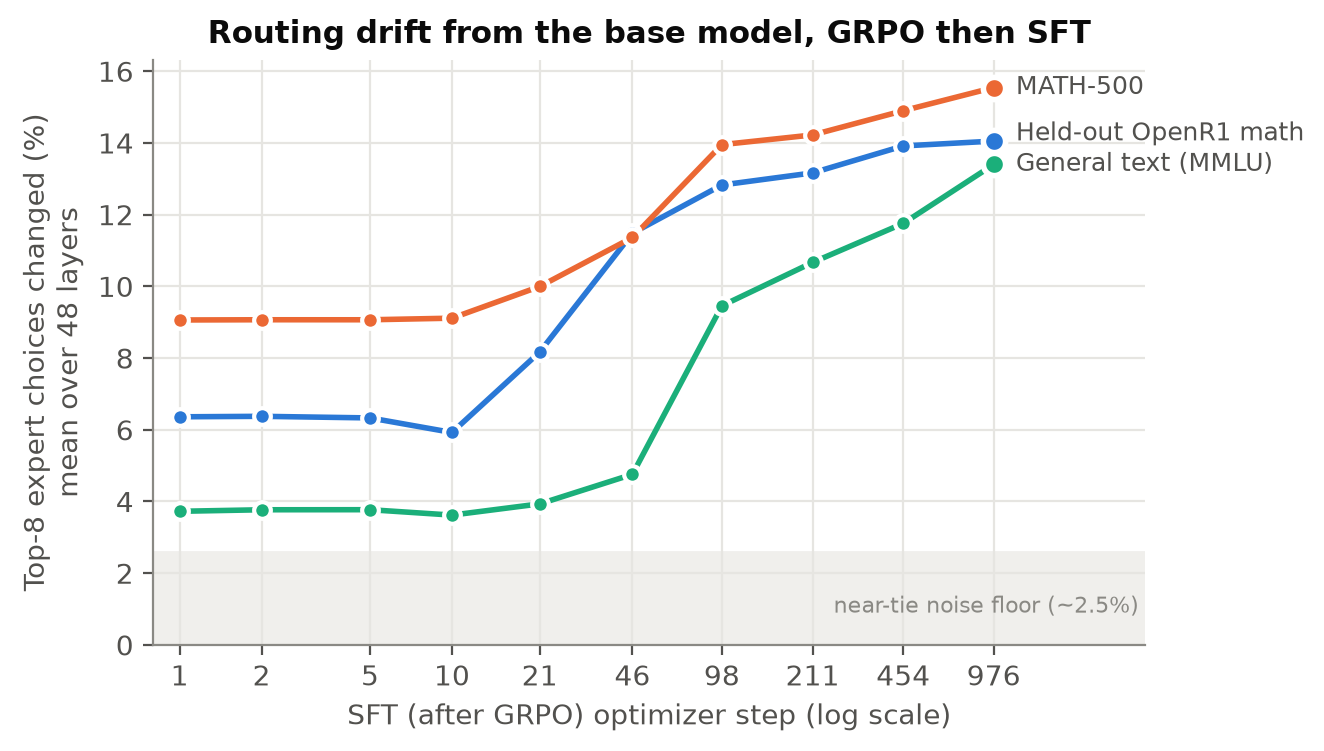 Routing drift from the base model, GRPO then SFT
Top-8 expert choices changed (%)
mean over 48 layers
16
14
12
10
8
6
4
2
0
MATH-500
Held-out OpenR1 math
General text (MMLU)
near-tie noise floor (~2.5%)
1 2 5 10 21 46 98 211 454 976
SFT (after GRPO) optimizer step (log scale)